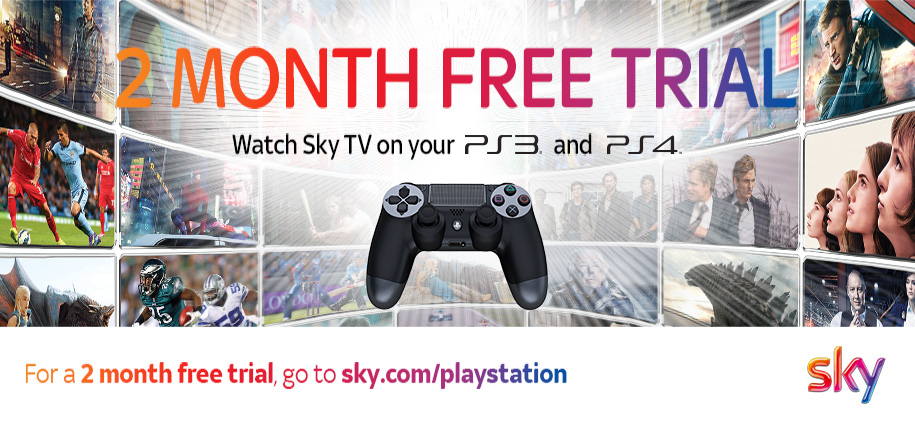 2 MONTH FREE TRIAL
Watch Sky TV on your PS3 and PS4
For a 2 month free trial, go to sky.com/playstation
sky